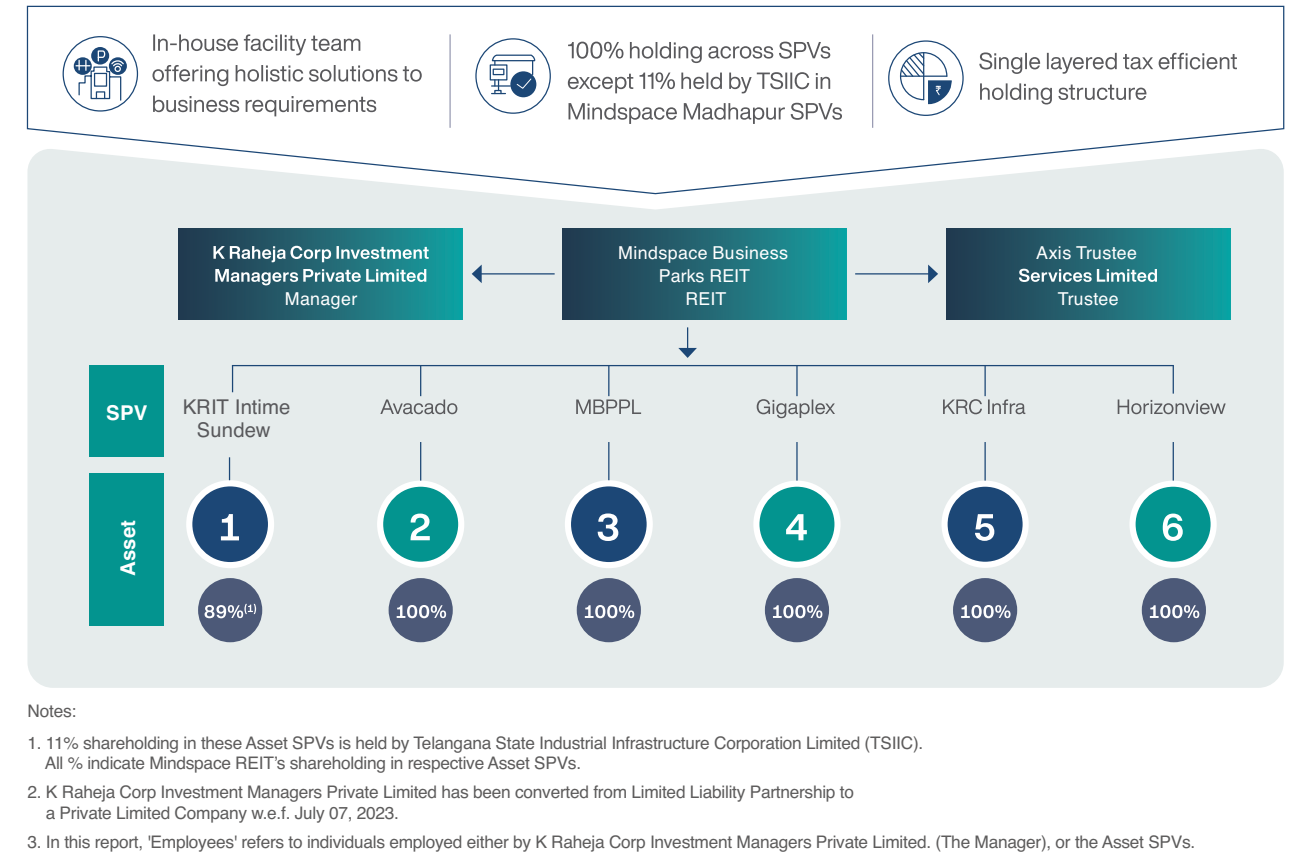 In-house facility team
offering holistic solutions to
business requirements
P
100% holding across SPVs
except 11% held by TSIIC in
Mindspace Madhapur SPVs
₹
Single layered tax efficient
holding structure
K Raheja Corp Investment
Managers Private Limited
Manager
Mindspace Business
Parks REIT
REIT
Axis Trustee
Services Limited
Trustee
SPV
KRIT Intime
Sundew
Avacado
MBPPL
Gigaplex
KRC Infra
Horizonview
Asset
1
2
3
4
5
6
89%(1)
100%
100%
100%
100%
100%
Notes:
1. 11% shareholding in these Asset SPVs is held by Telangana State Industrial Infrastructure Corporation Limited (TSIIC).
All % indicate Mindspace REIT's shareholding in respective Asset SPVs.
2. K Raheja Corp Investment Managers Private Limited has been converted from Limited Liability Partnership to
a Private Limited Company w.e.f. July 07, 2023.
3. In this report, 'Employees' refers to individuals employed either by K Raheja Corp Investment Managers Private Limited. (The Manager), or the Asset SPVs.